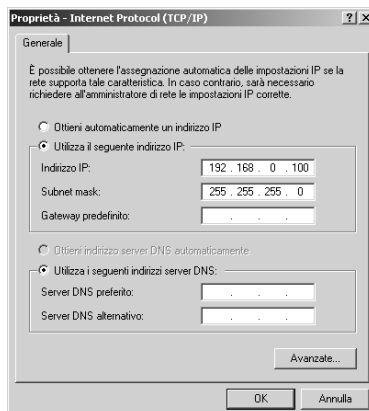 Proprietà - Internet Protocol (TCP/IP)
Generale
È possibile ottenere l'assegnazione automatica delle impostazioni IP se la
rete supporta tale caratteristica. In caso contrario, sarà necessario
richiedere all'amministratore di rete le impostazioni IP corrette.
Ottieni automaticamente un indirizzo IP
Utilizza il seguente indirizzo IP:
Indirizzo IP: 192 . 168 . 0 . 100
Subnet mask: 255 . 255 . 255 . 0
Gateway predefinito: . . .
Ottieni indirizzo server DNS automaticamente
Utilizza i seguenti indirizzi server DNS:
Server DNS preferito: . . .
Server DNS alternativo: . . .
Avanzate...
OK Annulla